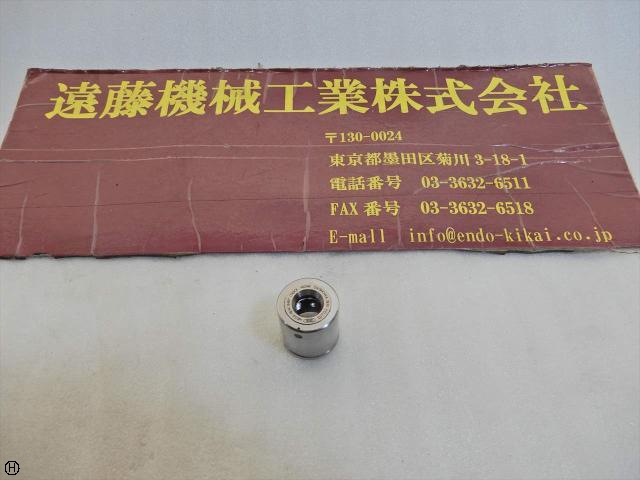 遠藤機械工業株式会社
〒130-0024
東京都墨田区菊川 3-18-1
電話番号 03-3632-6511
FAX 番号 03-3632-6518
E-mall info@endo-kikai.co.jp
H